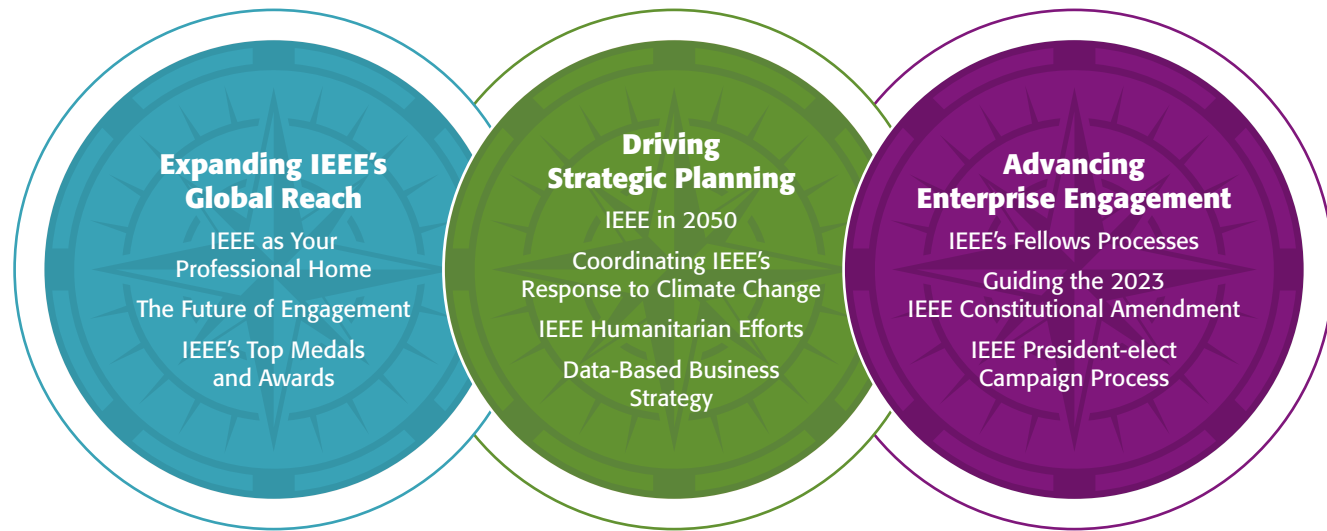 Expanding IEEE’s
Global Reach
IEEE as Your
Professional Home
The Future of Engagement
IEEE’s Top Medals
and Awards
Driving
Strategic Planning
IEEE in 2050
Coordinating IEEE’s
Response to Climate Change
IEEE Humanitarian Efforts
Data-Based Business
Strategy
Advancing
Enterprise Engagement
IEEE’s Fellows Processes
Guiding the 2023
IEEE Constitutional Amendment
IEEE President-elect
Campaign Process